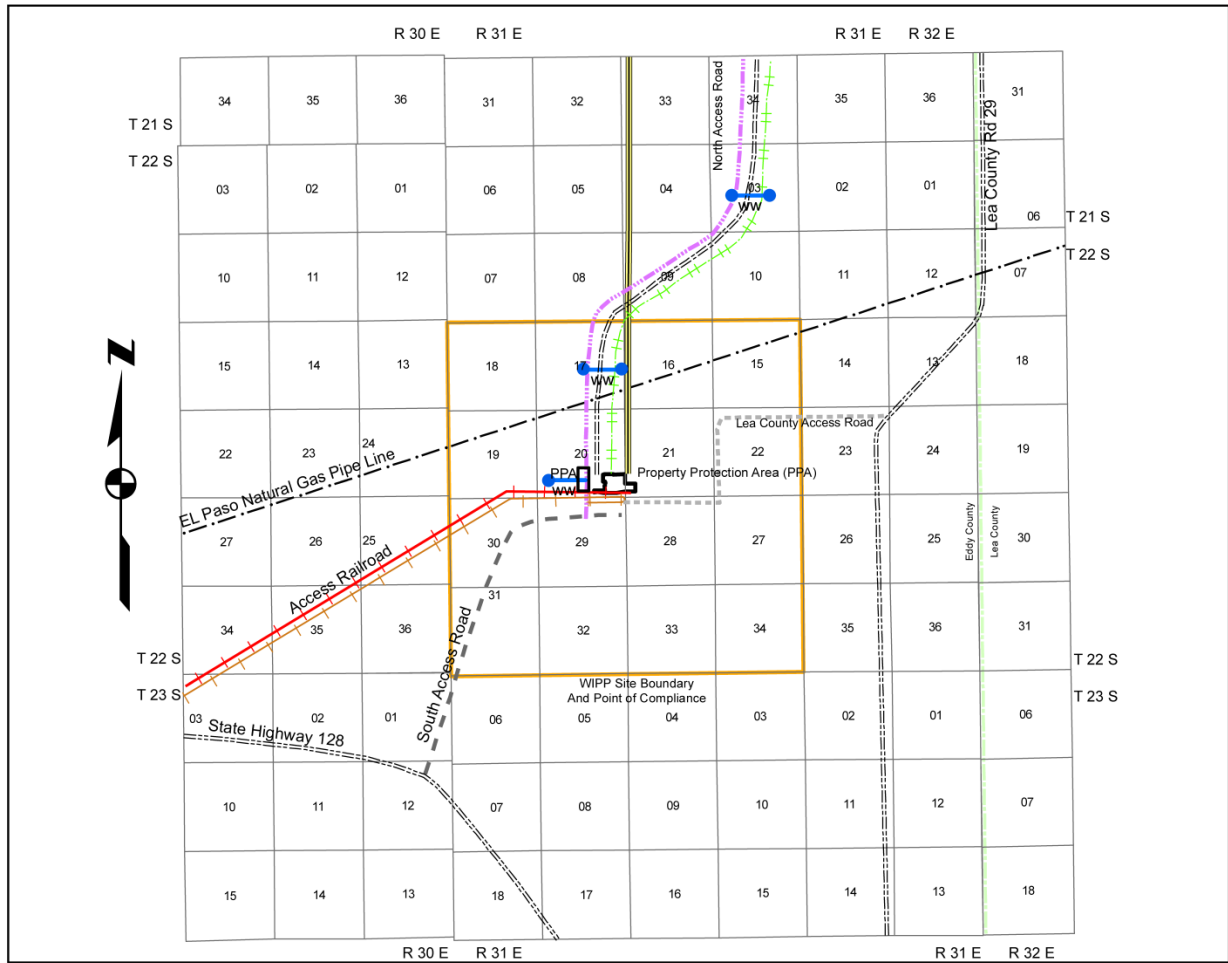 R 30 E R 31 E R 31 E R 32 E
34 35 36 31 32 33 34 35 36 31
North Access Road
Lea County Rd 29
T 21 S
T 22 S
03 02 01 06 05 04 03 02 01 06
WW
T 21 S
T 22 S
10 11 12 07 08 09 10 11 12 07
15 14 13 18 17 16 15 14 13 18
WW
N
22 23 24 19 20 21 22 23 24 19
Lea County Access Road
PPA
Property Protection Area (PPA)
WW
EL Paso Natural Gas Pipe Line
27 26 25 30 29 28 27 26 25 30
Eddy County
Lea County
Access Railroad
34 35 36 31 32 33 34 35 36 31
South Access Road
T 22 S
T 23 S
T 22 S
T 23 S
WIPP Site Boundary
And Point of Compliance
03 02 01 06 05 04 03 02 01 06
State Highway 128
10 11 12 07 08 09 10 11 12 07
15 14 13 18 17 16 15 14 13 18
R 30 E R 31 E R 31 E R 32 E